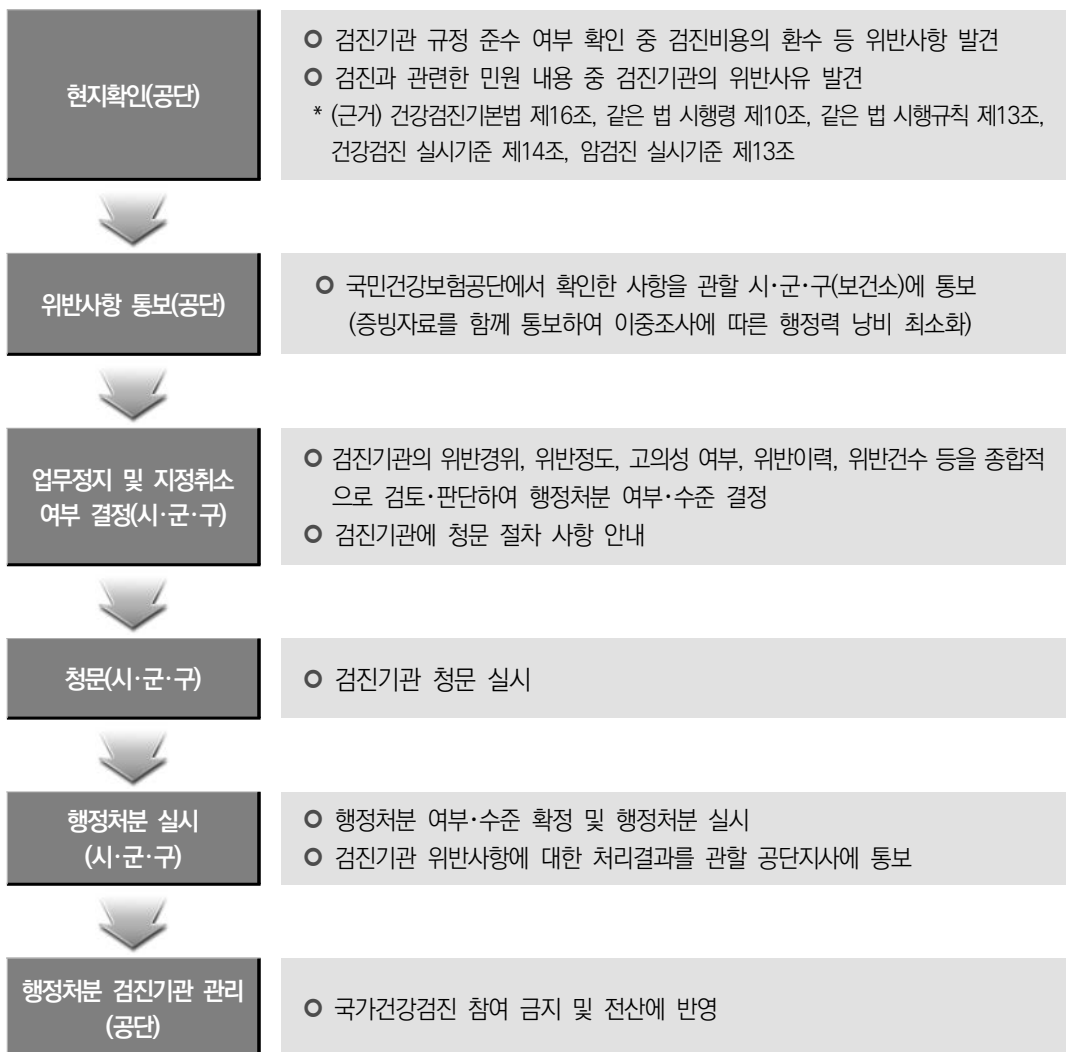 현지확인(공단)
○ 검진기관 규정 준수 여부 확인 중 검진비용의 환수 등 위반사항 발견
○ 검진과 관련한 민원 내용 중 검진기관의 위반사유 발견
* (근거) 건강검진기본법 제16조, 같은 법 시행령 제10조, 같은 법 시행규칙 제13조,
건강검진 실시기준 제14조, 암검진 실시기준 제13조
위반사항 통보(공단)
○ 국민건강보험공단에서 확인한 사항을 관할 시·군·구(보건소)에 통보
(증빙자료를 함께 통보하여 이중조사에 따른 행정력 낭비 최소화)
업무정지 및 지정취소
여부 결정(시·군·구)
○ 검진기관의 위반경위, 위반정도, 고의성 여부, 위반이력, 위반건수 등을 종합적
으로 검토·판단하여 행정처분 여부·수준 결정
○ 검진기관에 청문 절차 사항 안내
청문(시·군·구)
○ 검진기관 청문 실시
행정처분 실시
(시·군·구)
○ 행정처분 여부·수준 확정 및 행정처분 실시
○ 검진기관 위반사항에 대한 처리결과를 관할 공단지사에 통보
행정처분 검진기관 관리
(공단)
○ 국가건강검진 참여 금지 및 전산에 반영